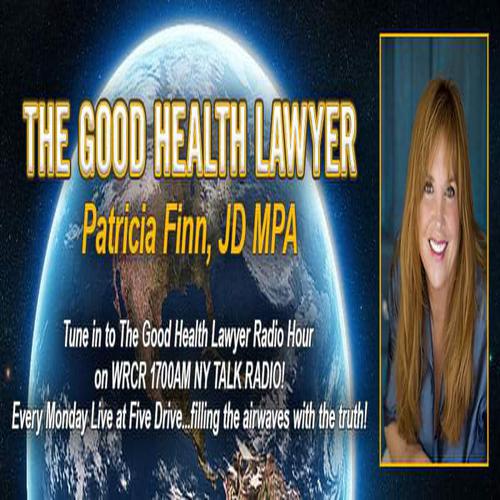 THE GOOD HEALTH LAWYER
Patricia Finn, JD MPA
Tune in to The Good Health Lawyer Radio Hour
on WRCR 1700AM NY TALK RADIO!
Every Monday Live at Five Drive...filling the airwaves with the truth!